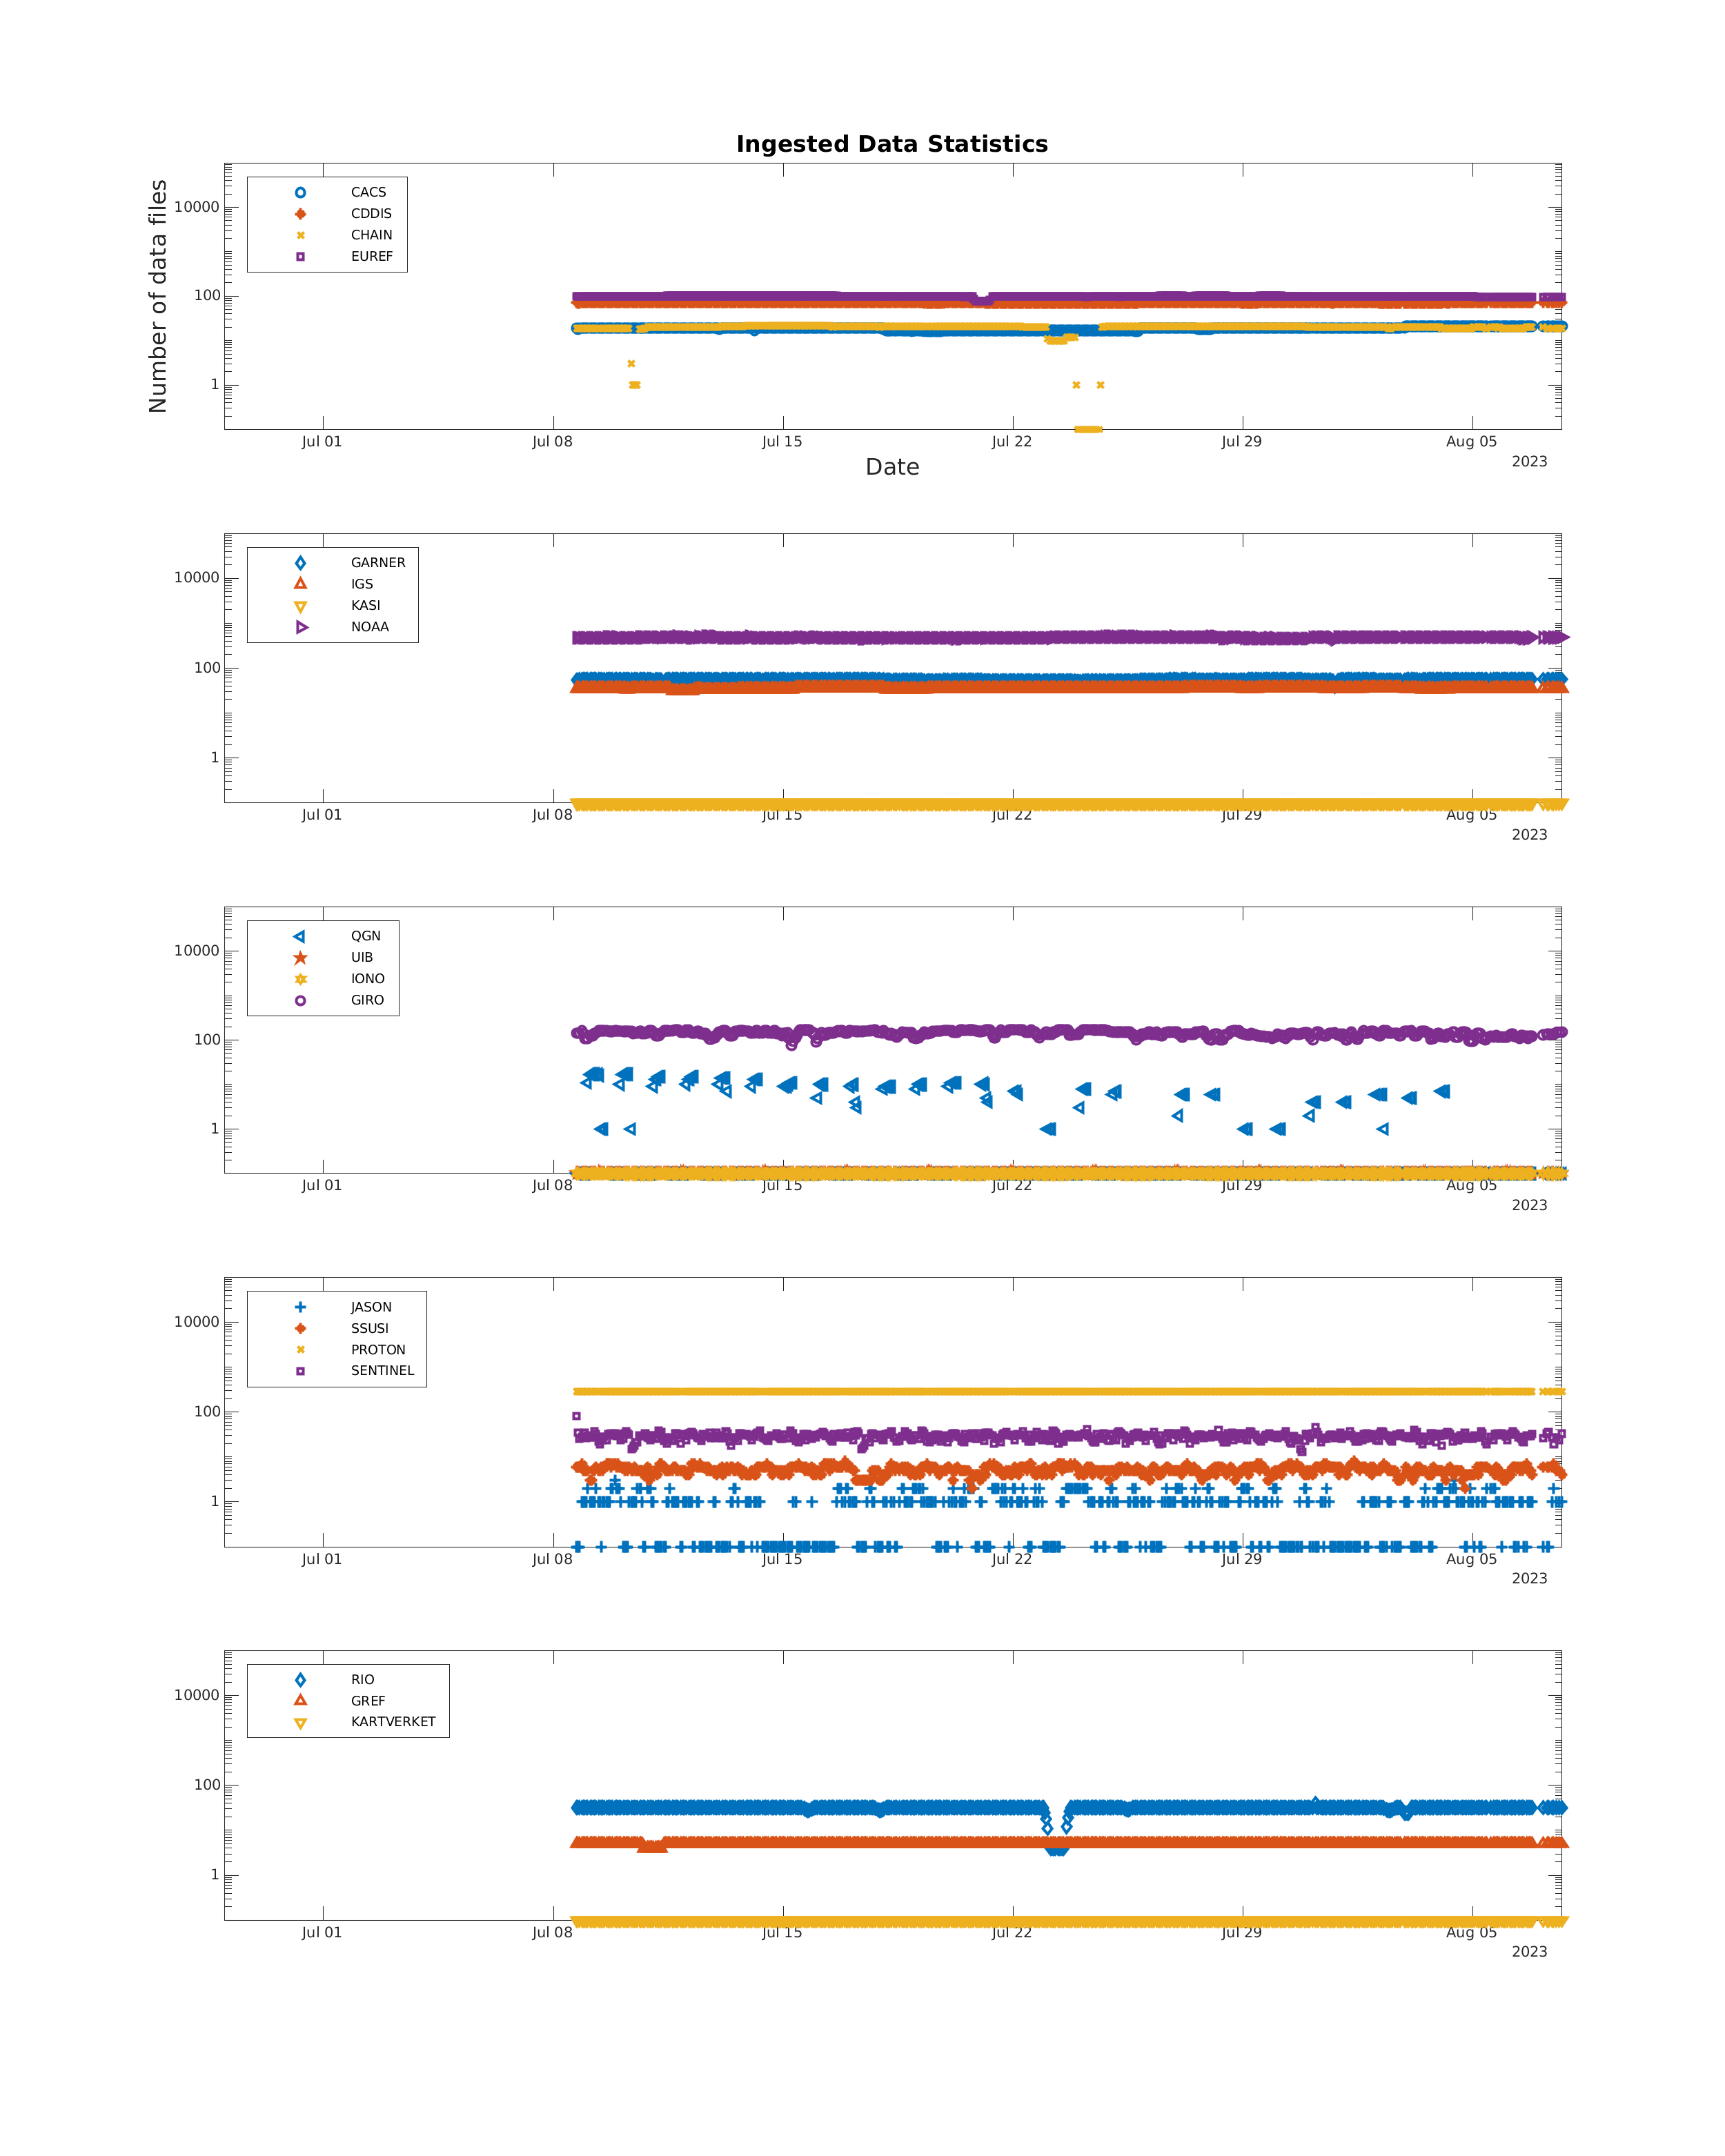 Ingested Data Statistics
Number of data files
10000
100
1
CACS
CDDIS
CHAIN
EUREF
Jul 01 Jul 08 Jul 15 Jul 22 Jul 29 Aug 05
2023
Date
10000
100
1
GARNER
IGS
KASI
NOAA
Jul 01 Jul 08 Jul 15 Jul 22 Jul 29 Aug 05
2023
10000
100
1
QGN
UIB
IONO
GIRO
Jul 01 Jul 08 Jul 15 Jul 22 Jul 29 Aug 05
2023
10000
100
1
JASON
SSUSI
PROTON
SENTINEL
Jul 01 Jul 08 Jul 15 Jul 22 Jul 29 Aug 05
2023
10000
100
1
RIO
GREF
KARTVERKET
Jul 01 Jul 08 Jul 15 Jul 22 Jul 29 Aug 05
2023